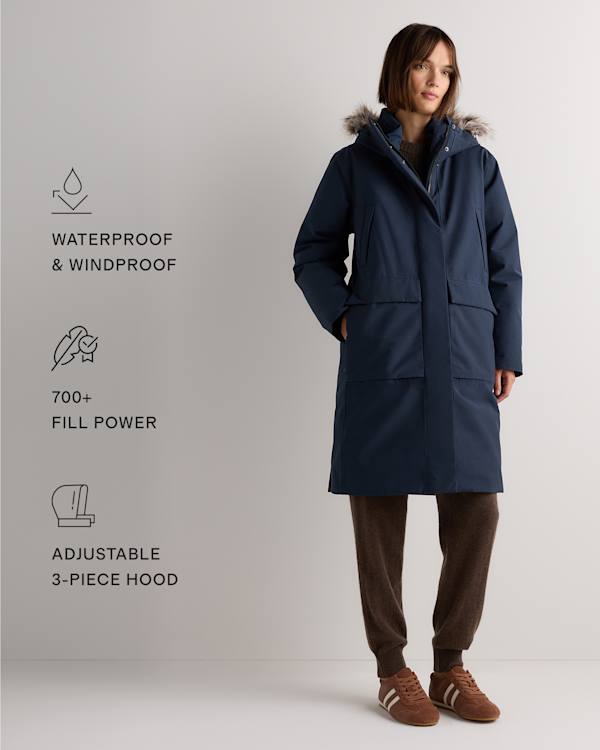 WATERPROOF
& WINDPROOF
700+
FILL POWER
ADJUSTABLE
3-PIECE HOOD